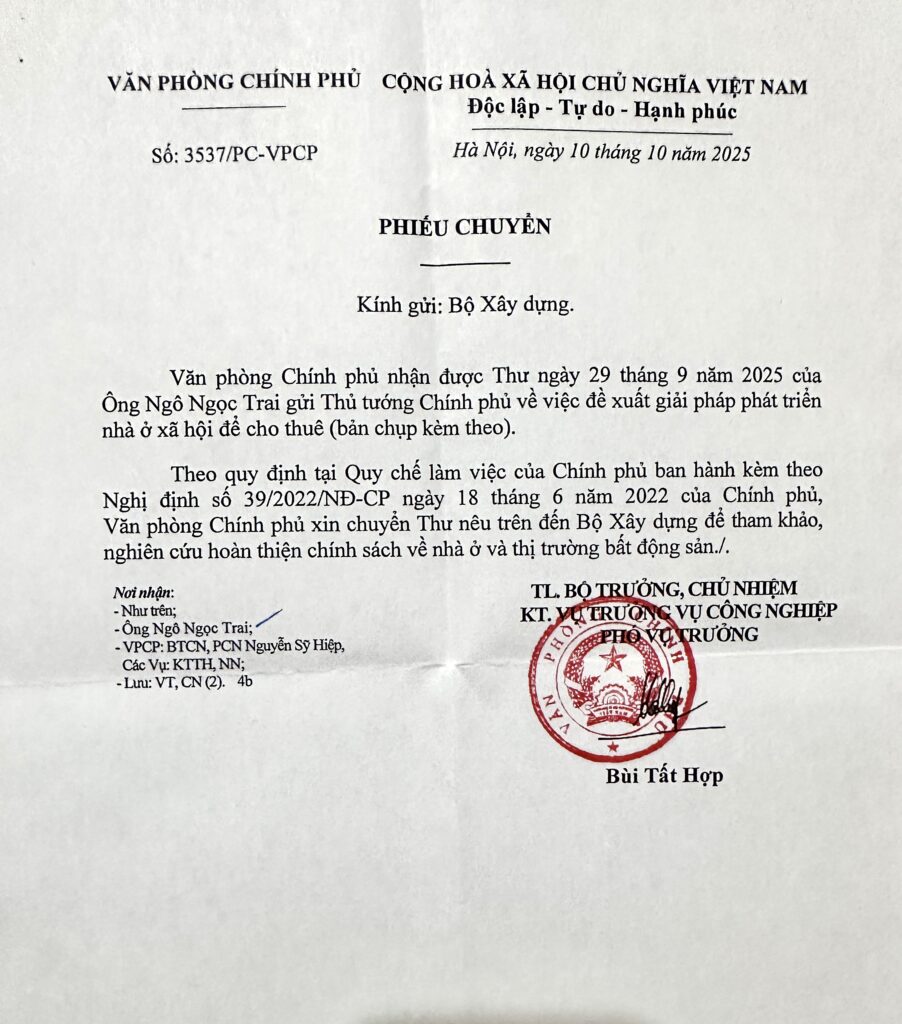 VĂN PHÒNG CHÍNH PHỦ
CỘNG HOÀ XÃ HỘI CHỦ NGHĨA VIỆT NAM
Độc lập - Tự do - Hạnh phúc
Số: 3537/PC-VPCP
Hà Nội, ngày 10 tháng 10 năm 2025
PHIẾU CHUYỂN
Kính gửi: Bộ Xây dựng.
Văn phòng Chính phủ nhận được Thư ngày 29 tháng 9 năm 2025 của
Ông Ngô Ngọc Trai gửi Thủ tướng Chính phủ về việc đề xuất giải pháp phát triển
nhà ở xã hội để cho thuê (bản chụp kèm theo).
Theo quy định tại Quy chế làm việc của Chính phủ ban hành kèm theo
Nghị định số 39/2022/NĐ-CP ngày 18 tháng 6 năm 2022 của Chính phủ,
Văn phòng Chính phủ xin chuyển Thư nêu trên đến Bộ Xây dựng để tham khảo,
nghiên cứu hoàn thiện chính sách về nhà ở và thị trường bất động sản./.
Nơi nhận:
- Như trên;
- Ông Ngô Ngọc Trai;
- VPCP: BTCN, PCN Nguyễn Sỹ Hiệp,
Các Vụ: KTTH, NN;
- Lưu: VT, CN (2). 4b
TL. BỘ TRƯỞNG, CHỦ NHIỆM
KT. VỤ TRƯỞNG VỤ CÔNG NGHIỆP
PHÓ VỤ TRƯỞNG
VĂN PHÒNG CHÍNH PHỦ
Bùi Tất Hợp